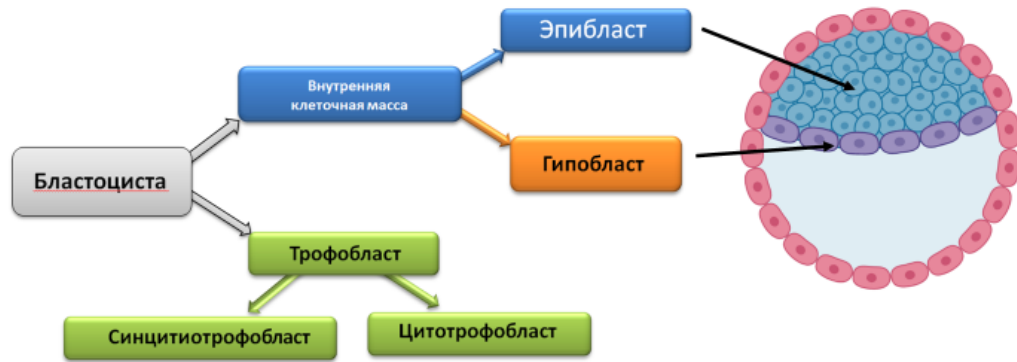 Эпибласт
Внутренняя
клеточная масса
Гипобласт
Бластоциста
Трофобласт
Синцитиотрофобласт
Цитотрофобласт